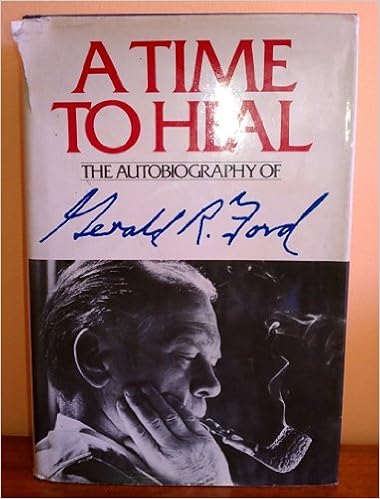 A TIME
TO HEAL
THE AUTOBIOGRAPHY OF
Gerald R. Ford